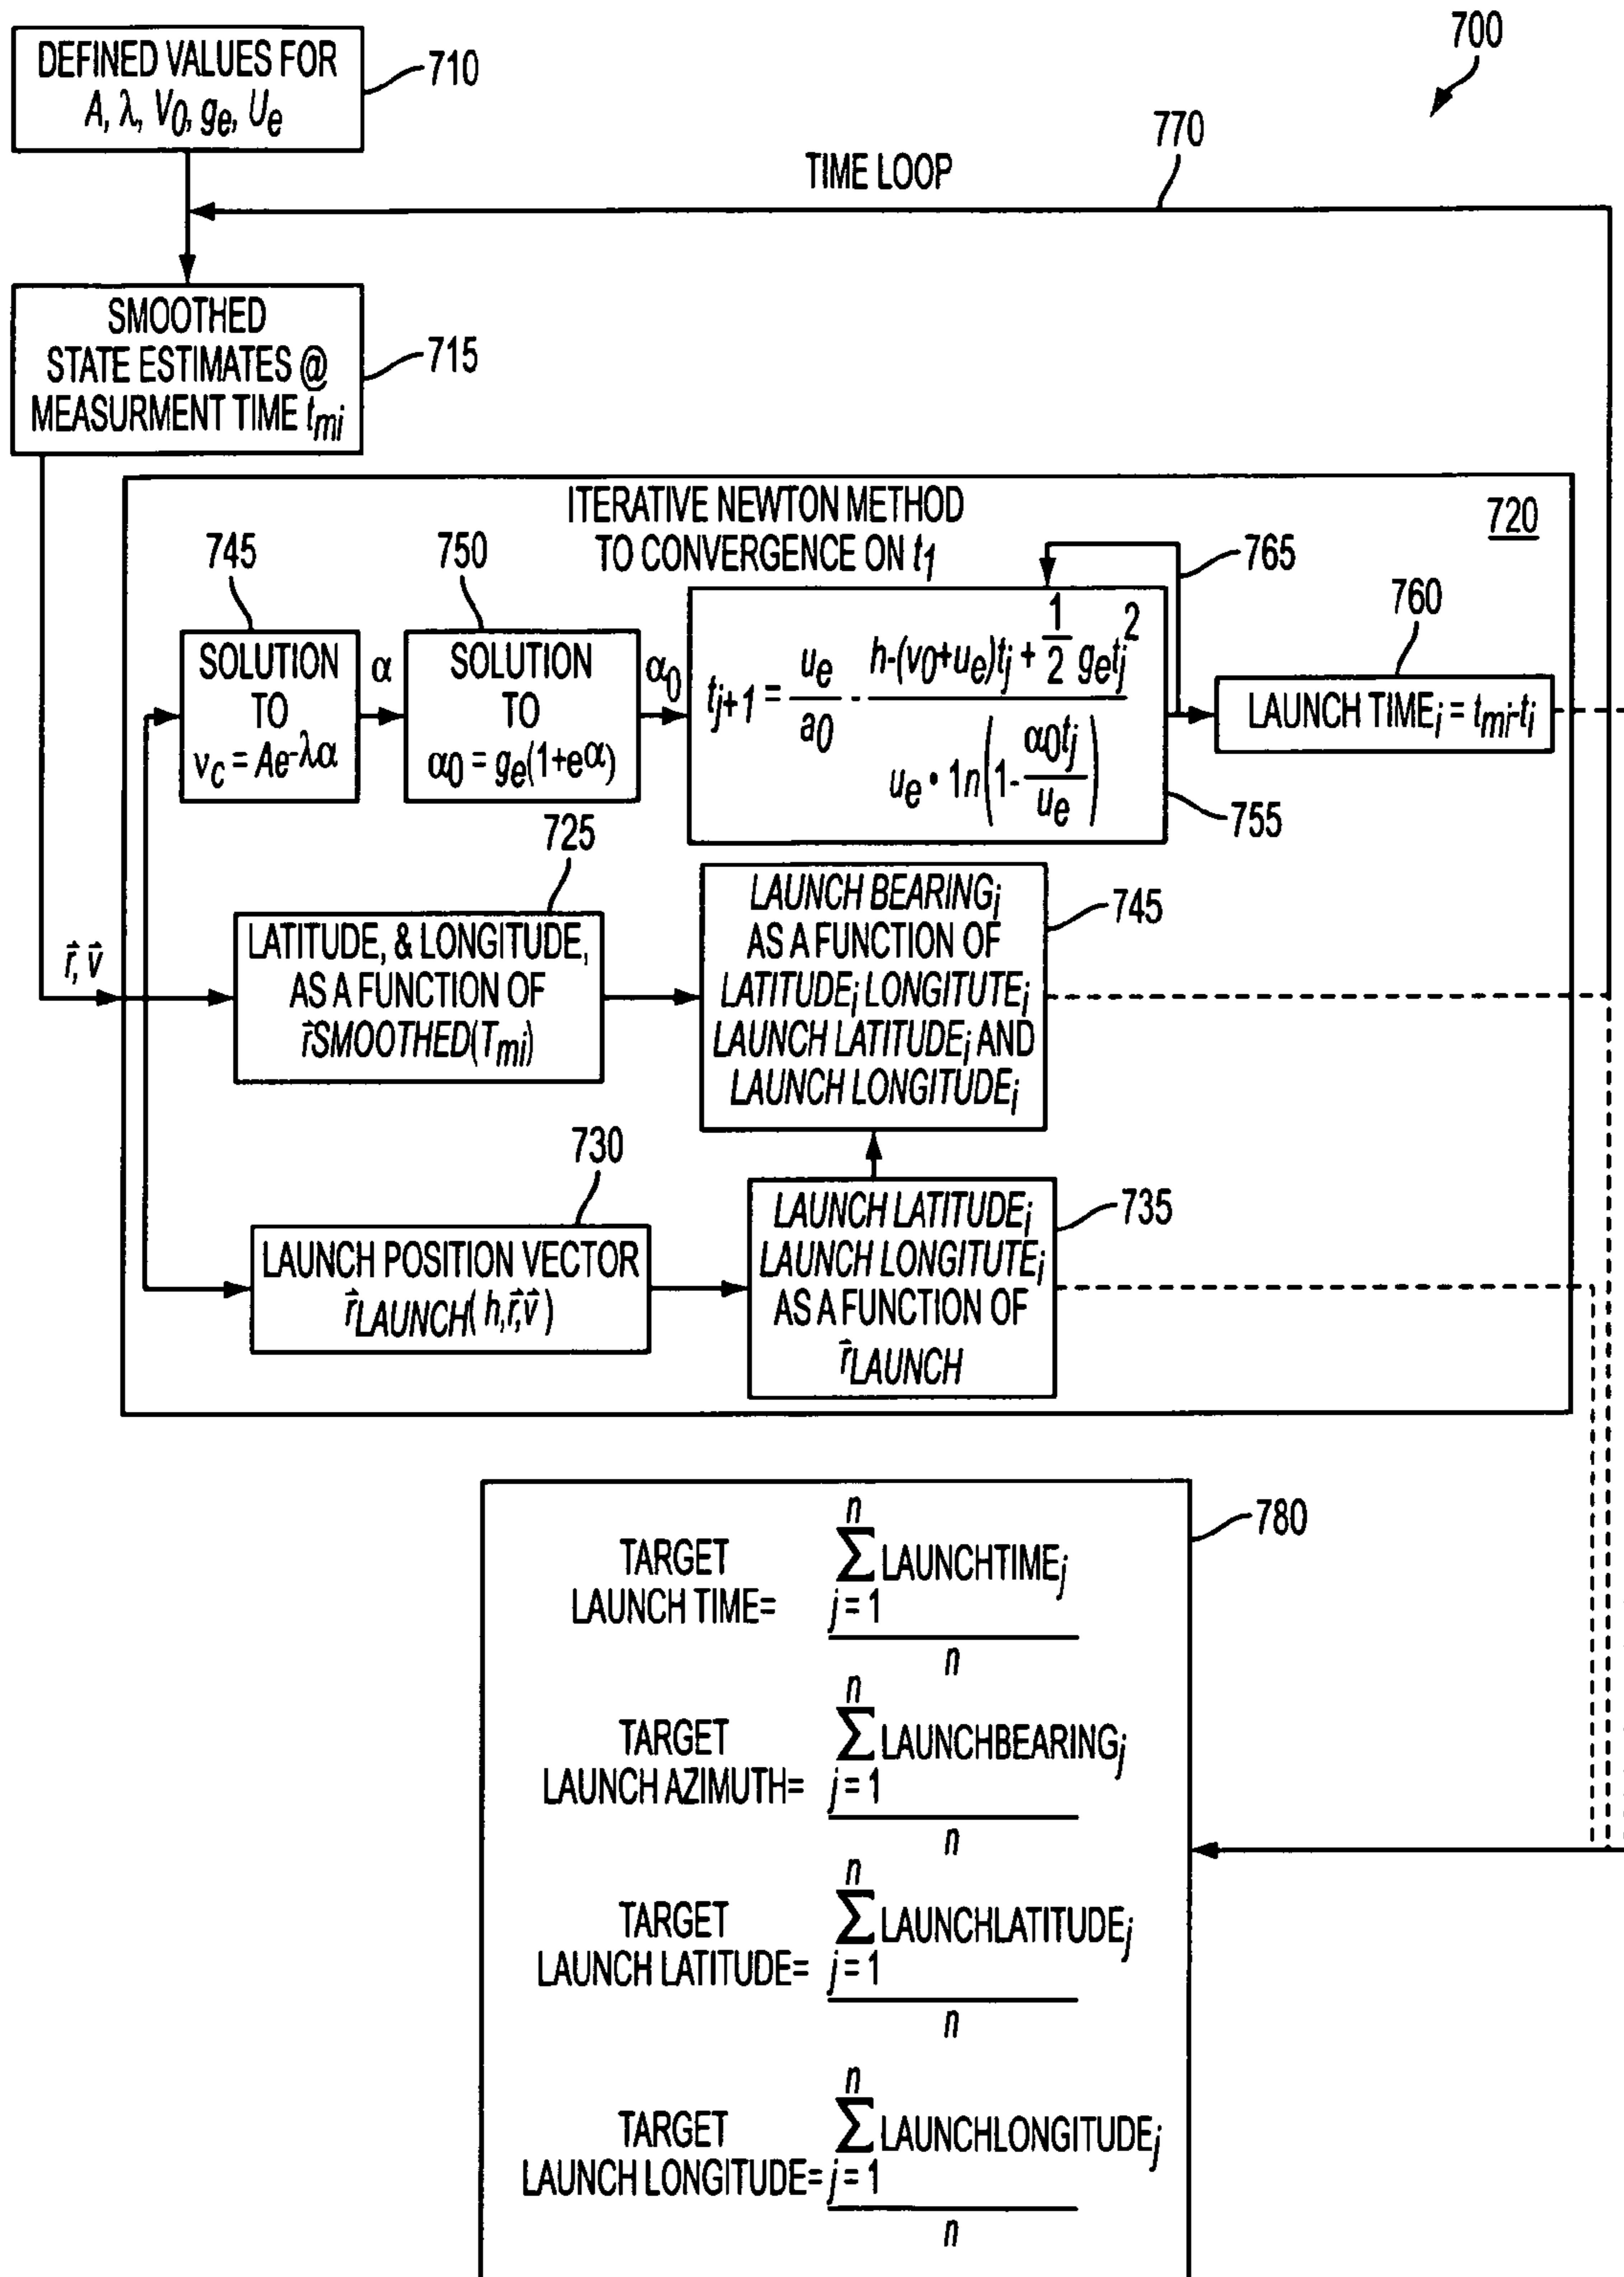 700
DEFINED VALUES FOR
A, λ, V0, ge, Ue
710
770
TIME LOOP
SMOOTHED
STATE ESTIMATES @
MEASURMENT TIME tmi
715
ITERATIVE NEWTON METHOD
TO CONVERGENCE ON t1
720
745
750
765
760
SOLUTION
TO
νc = Ae-λα
α
SOLUTION
TO
α0 = ge(1+eα)
α0
tj+1 = ue/a0 - h-(v0+ue)tj + 1/2 getj2 / ue • 1n(1- α0tj/ue)
755
LAUNCH TIMEj = tmi-ti
r⃗, v⃗
725
LATITUDE, & LONGITUDE,
AS A FUNCTION OF
r⃗SMOOTHED(Tmi)
LAUNCH BEARINGj
AS A FUNCTION OF
LATITUDEj LONGITUTEj
LAUNCH LATITUDEj AND
LAUNCH LONGITUDEj
745
730
LAUNCH POSITION VECTOR
r⃗LAUNCH( h,r⃗,v⃗ )
LAUNCH LATITUDEj
LAUNCH LONGITUTEj
AS A FUNCTION OF
r⃗LAUNCH
735
780
TARGET
LAUNCH TIME=
n
Σ LAUNCHTIMEj
j = 1
n
TARGET
LAUNCH AZIMUTH=
n
Σ LAUNCHBEARINGj
j = 1
n
TARGET
LAUNCH LATITUDE=
n
Σ LAUNCHLATITUDEj
j = 1
n
TARGET
LAUNCH LONGITUDE=
n
Σ LAUNCHLONGITUDEj
j = 1
n